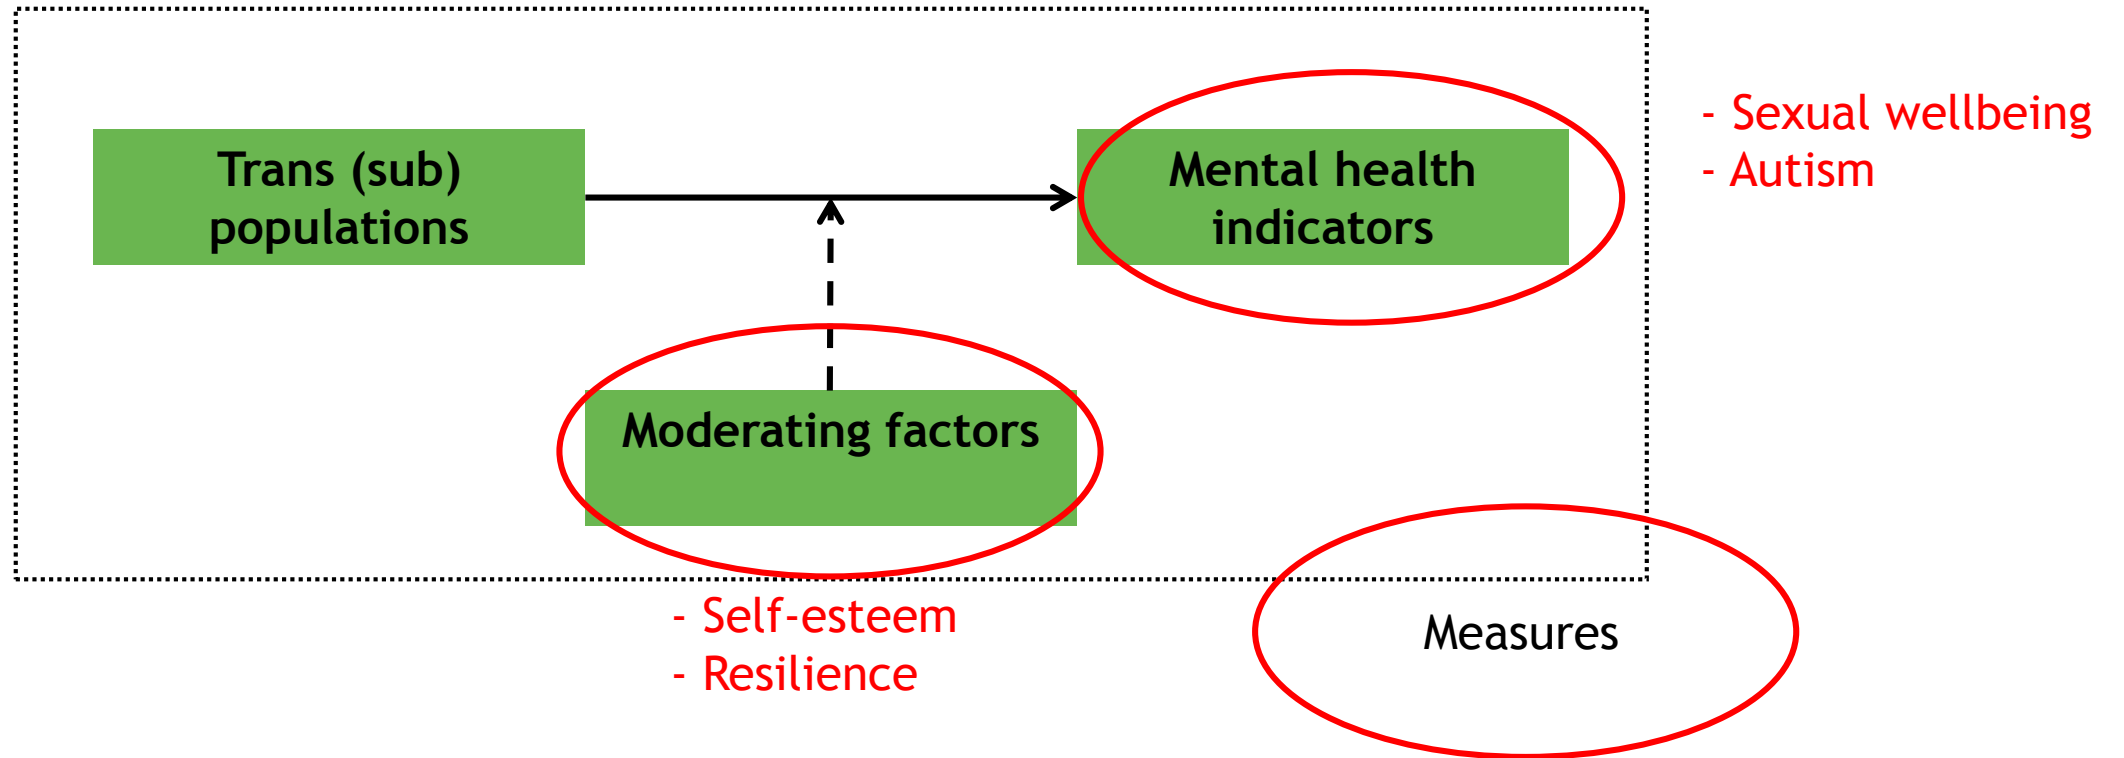 Trans (sub)
populations
Mental health
indicators
- Sexual wellbeing
- Autism
Moderating factors
- Self-esteem
- Resilience
Measures